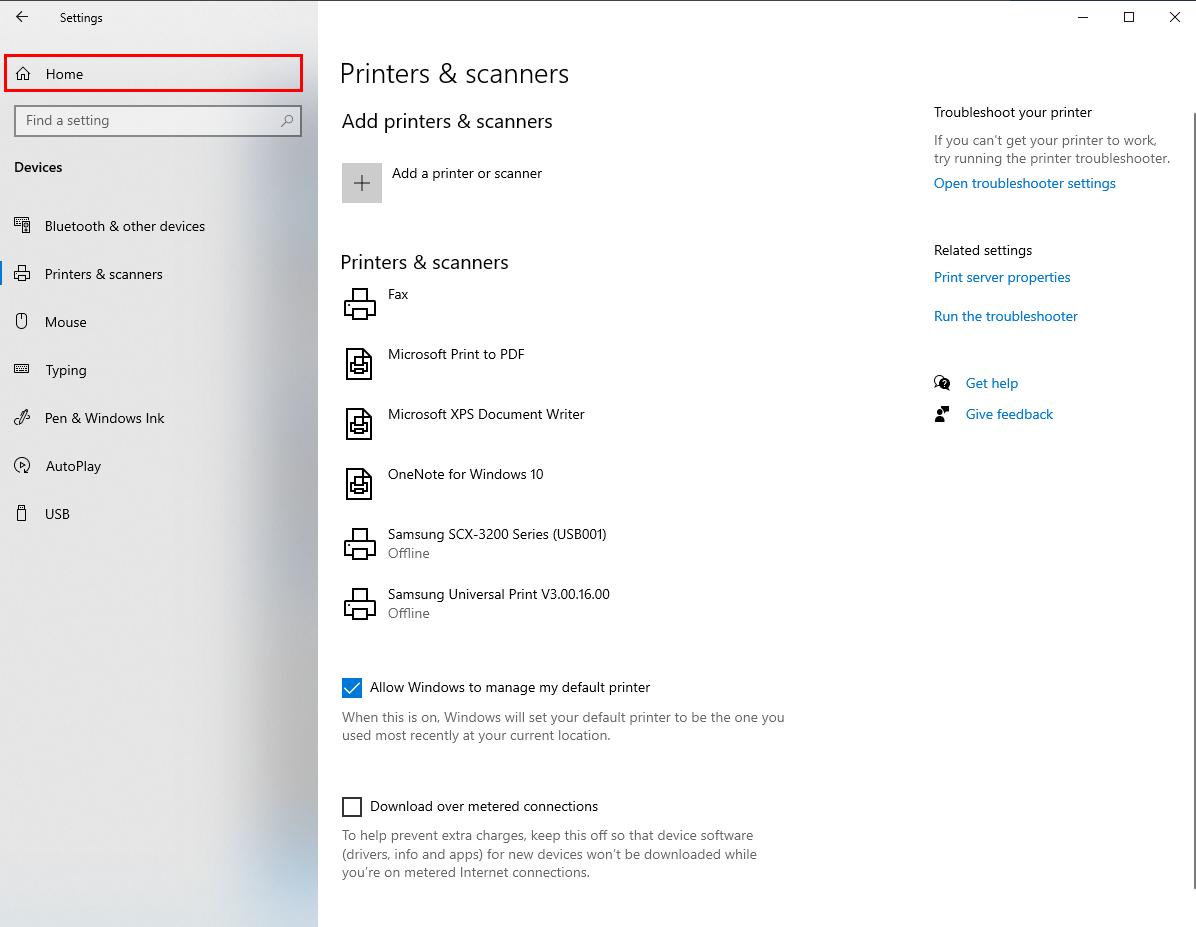 Settings
Home
Find a setting
Devices
Bluetooth & other devices
Printers & scanners
Mouse
Typing
Pen & Windows Ink
AutoPlay
USB
Printers & scanners
Add printers & scanners
Add a printer or scanner
Printers & scanners
Fax
Microsoft Print to PDF
Microsoft XPS Document Writer
OneNote for Windows 10
Samsung SCX-3200 Series (USB001)
Offline
Samsung Universal Print V3.00.16.00
Offline
Allow Windows to manage my default printer
When this is on, Windows will set your default printer to be the one you
used most recently at your current location.
Download over metered connections
To help prevent extra charges, keep this off so that device software
(drivers, info and apps) for new devices won't be downloaded while
you're on metered Internet connections.
Troubleshoot your printer
If you can't get your printer to work,
try running the printer troubleshooter.
Open troubleshooter settings
Related settings
Print server properties
Run the troubleshooter
Get help
Give feedback